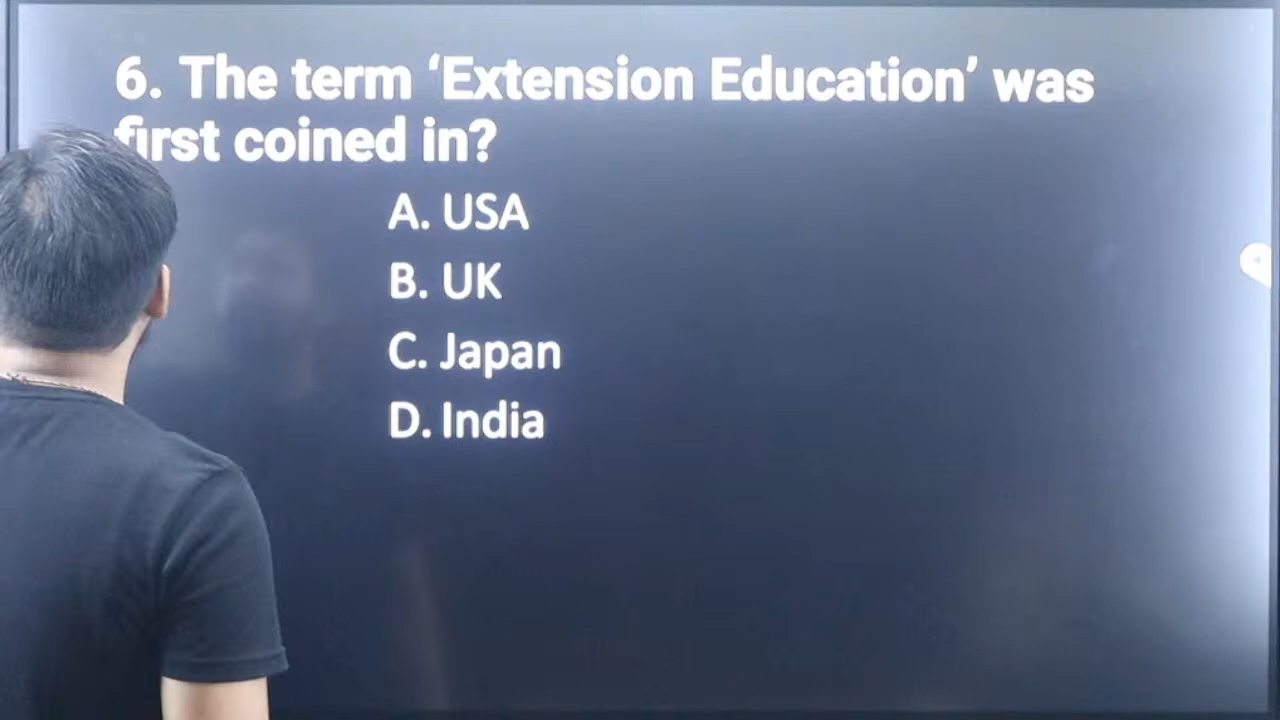 6. The term ‘Extension Education’ was
first coined in?
A. USA
B. UK
C. Japan
D. India